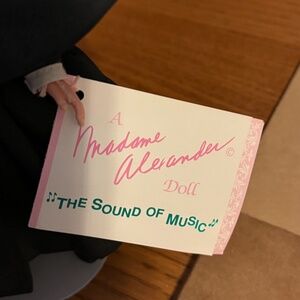 A
Madame
Alexander ©
Doll
♫THE SOUND OF MUSIC♫